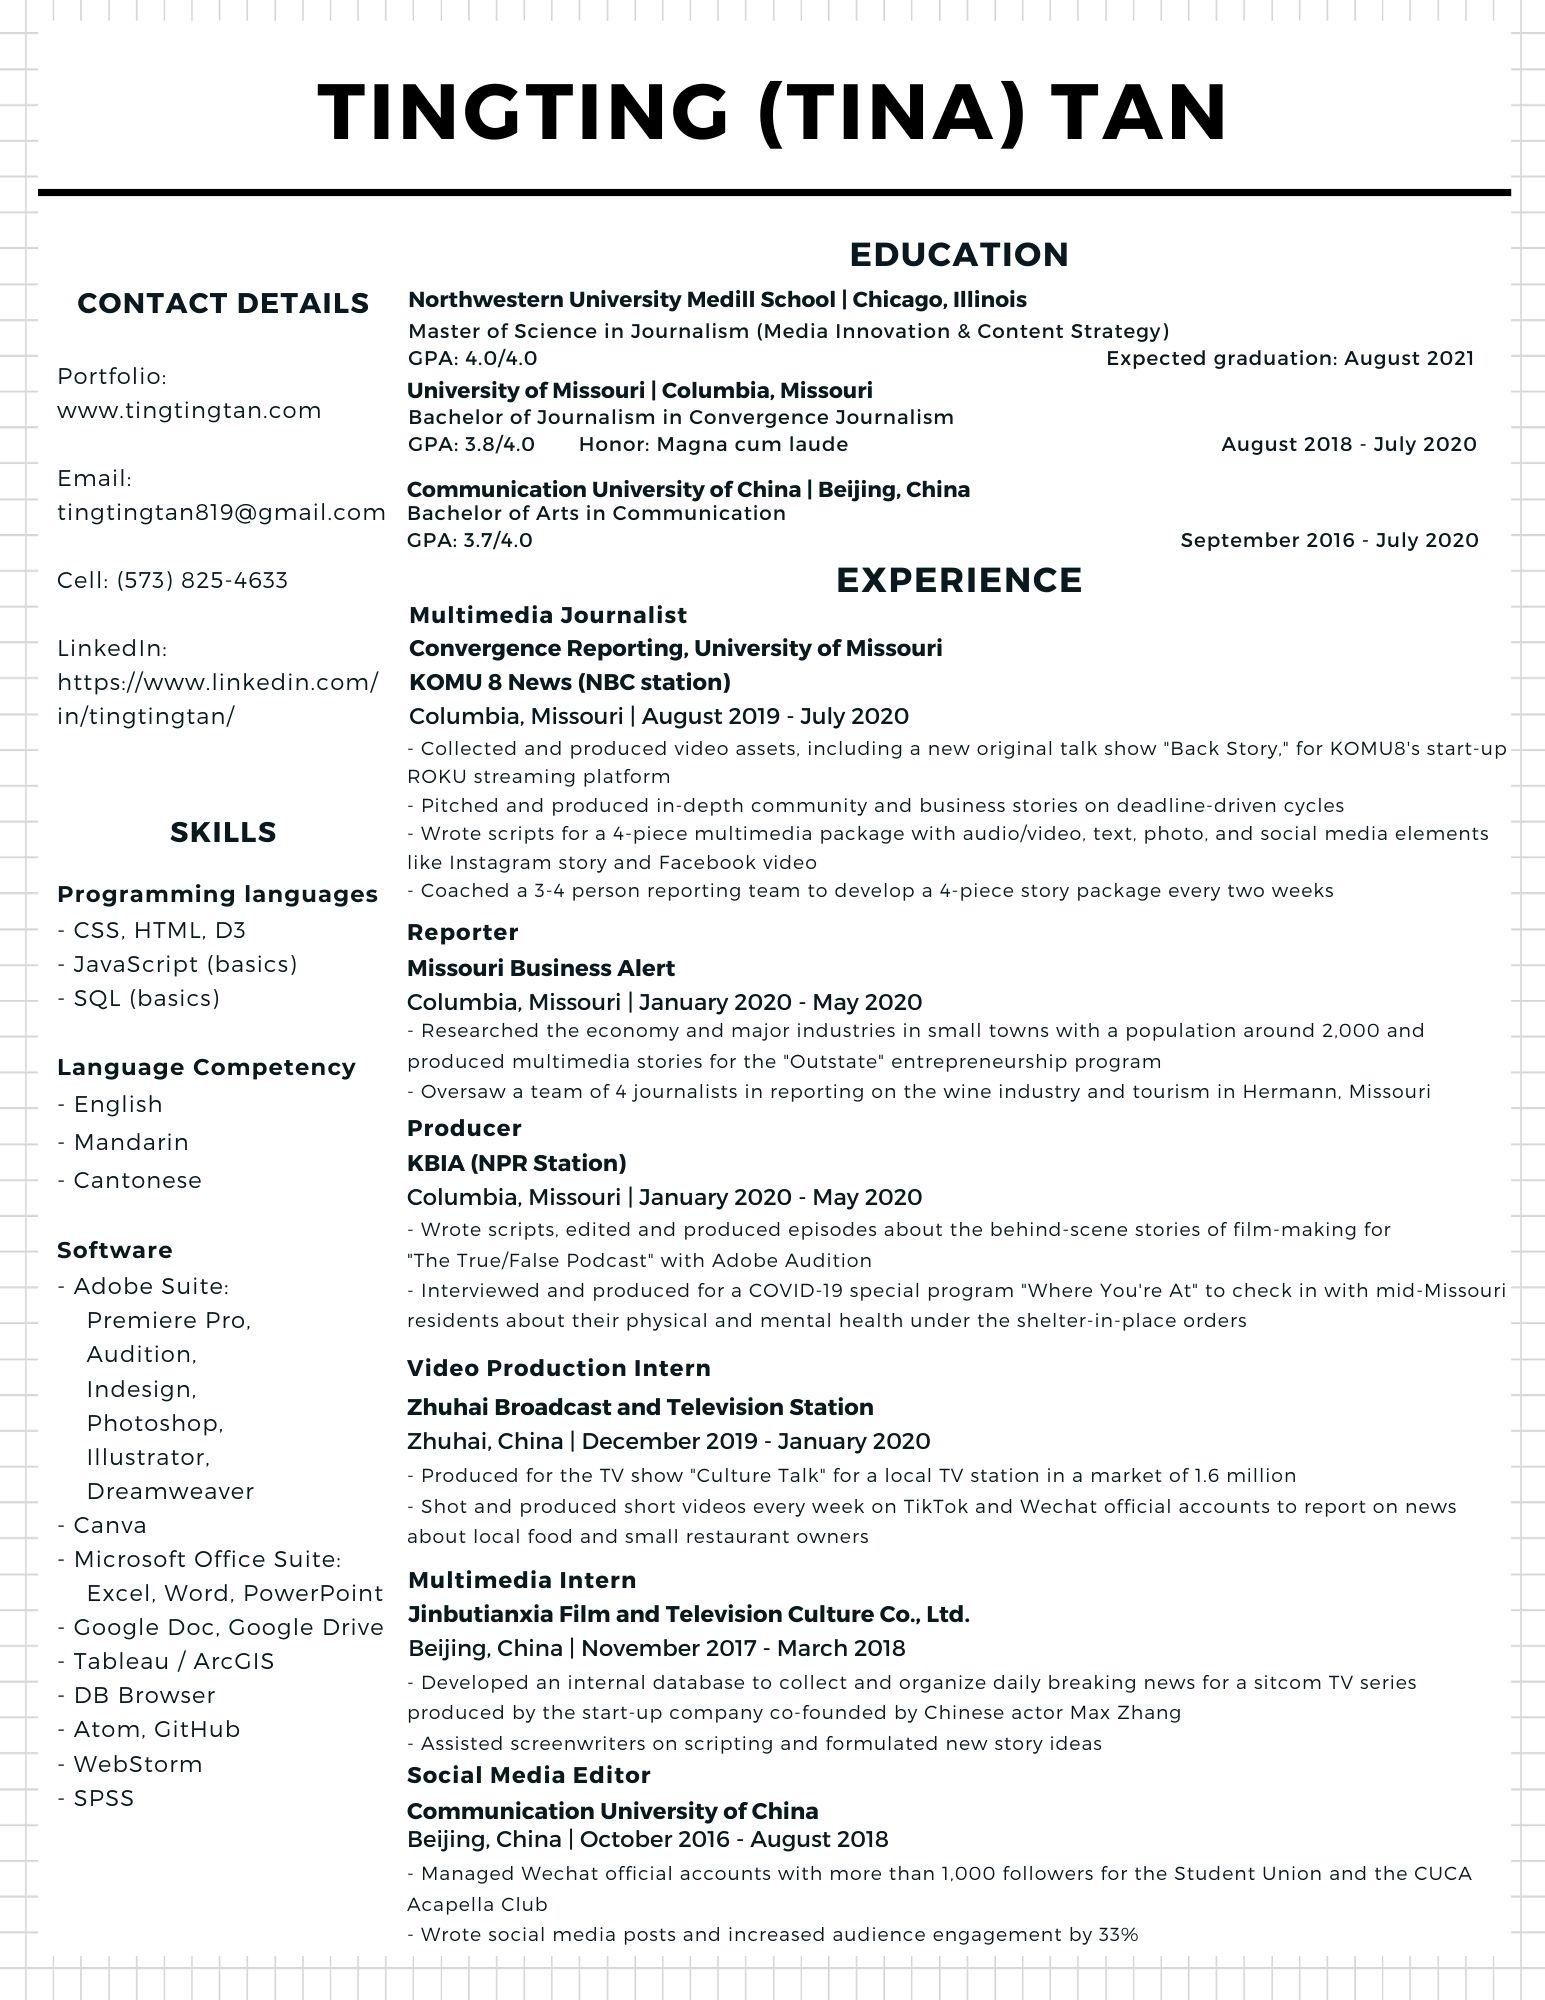 TINGTING (TINA) TAN
CONTACT DETAILS
Portfolio:
www.tingtingtan.com
Email:
tingtingtan819@gmail.com
Cell: (573) 825-4633
LinkedIn:
https://www.linkedin.com/
in/tingtingtan/
SKILLS
Programming languages
- CSS, HTML, D3
- JavaScript (basics)
- SQL (basics)
Language Competency
- English
- Mandarin
- Cantonese
Software
- Adobe Suite:
Premiere Pro,
Audition,
Indesign,
Photoshop,
Illustrator,
Dreamweaver
- Canva
- Microsoft Office Suite:
Excel, Word, PowerPoint
- Google Doc, Google Drive
- Tableau / ArcGIS
- DB Browser
- Atom, GitHub
- WebStorm
- SPSS
EDUCATION
Northwestern University Medill School | Chicago, Illinois
Master of Science in Journalism (Media Innovation & Content Strategy)
GPA: 4.0/4.0 Expected graduation: August 2021
University of Missouri | Columbia, Missouri
Bachelor of Journalism in Convergence Journalism
GPA: 3.8/4.0 Honor: Magna cum laude August 2018 - July 2020
Communication University of China | Beijing, China
Bachelor of Arts in Communication
GPA: 3.7/4.0 September 2016 - July 2020
EXPERIENCE
Multimedia Journalist
Convergence Reporting, University of Missouri
KOMU 8 News (NBC station)
Columbia, Missouri | August 2019 - July 2020
- Collected and produced video assets, including a new original talk show "Back Story," for KOMU8's start-up
ROKU streaming platform
- Pitched and produced in-depth community and business stories on deadline-driven cycles
- Wrote scripts for a 4-piece multimedia package with audio/video, text, photo, and social media elements
like Instagram story and Facebook video
- Coached a 3-4 person reporting team to develop a 4-piece story package every two weeks
Reporter
Missouri Business Alert
Columbia, Missouri | January 2020 - May 2020
- Researched the economy and major industries in small towns with a population around 2,000 and
produced multimedia stories for the "Outstate" entrepreneurship program
- Oversaw a team of 4 journalists in reporting on the wine industry and tourism in Hermann, Missouri
Producer
KBIA (NPR Station)
Columbia, Missouri | January 2020 - May 2020
- Wrote scripts, edited and produced episodes about the behind-scene stories of film-making for
"The True/False Podcast" with Adobe Audition
- Interviewed and produced for a COVID-19 special program "Where You're At" to check in with mid-Missouri
residents about their physical and mental health under the shelter-in-place orders
Video Production Intern
Zhuhai Broadcast and Television Station
Zhuhai, China | December 2019 - January 2020
- Produced for the TV show "Culture Talk" for a local TV station in a market of 1.6 million
- Shot and produced short videos every week on TikTok and Wechat official accounts to report on news
about local food and small restaurant owners
Multimedia Intern
Jinbutianxia Film and Television Culture Co., Ltd.
Beijing, China | November 2017 - March 2018
- Developed an internal database to collect and organize daily breaking news for a sitcom TV series
produced by the start-up company co-founded by Chinese actor Max Zhang
- Assisted screenwriters on scripting and formulated new story ideas
Social Media Editor
Communication University of China
Beijing, China | October 2016 - August 2018
- Managed Wechat official accounts with more than 1,000 followers for the Student Union and the CUCA
Acapella Club
- Wrote social media posts and increased audience engagement by 33%